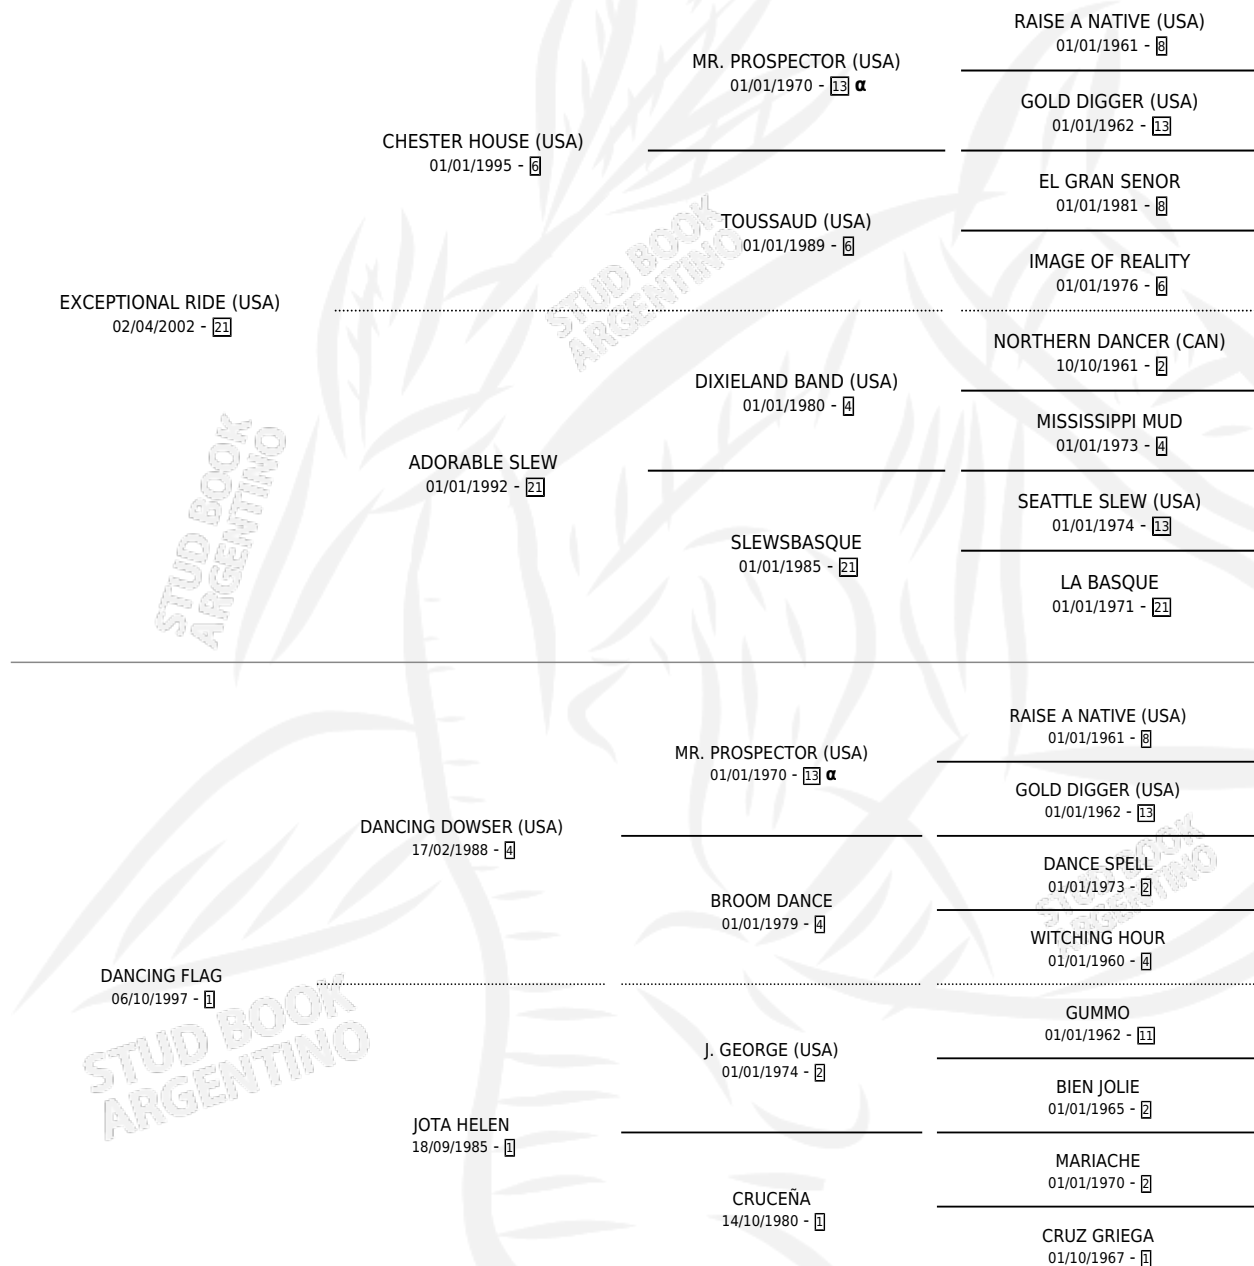 RAISE A NATIVE (USA)
01/01/1961 - 8
MR. PROSPECTOR (USA)
01/01/1970 - 13 α
GOLD DIGGER (USA)
01/01/1962 - 13
CHESTER HOUSE (USA)
01/01/1995 - 6
EL GRAN SENOR
01/01/1981 - 8
TOUSSAUD (USA)
01/01/1989 - 6
IMAGE OF REALITY
01/01/1976 - 6
EXCEPTIONAL RIDE (USA)
02/04/2002 - 21
NORTHERN DANCER (CAN)
10/10/1961 - 2
DIXIELAND BAND (USA)
01/01/1980 - 4
MISSISSIPPI MUD
01/01/1973 - 4
ADORABLE SLEW
01/01/1992 - 21
SEATTLE SLEW (USA)
01/01/1974 - 13
SLEWSBASQUE
01/01/1985 - 21
LA BASQUE
01/01/1971 - 21
RAISE A NATIVE (USA)
01/01/1961 - 8
MR. PROSPECTOR (USA)
01/01/1970 - 13 α
GOLD DIGGER (USA)
01/01/1962 - 13
DANCING DOWSER (USA)
17/02/1988 - 4
DANCE SPELL
01/01/1973 - 2
BROOM DANCE
01/01/1979 - 4
WITCHING HOUR
01/01/1960 - 4
DANCING FLAG
06/10/1997 - 1
GUMMO
01/01/1962 - 11
J. GEORGE (USA)
01/01/1974 - 2
BIEN JOLIE
01/01/1965 - 2
JOTA HELEN
18/09/1985 - 1
MARIACHE
01/01/1970 - 2
CRUCEÑA
14/10/1980 - 1
CRUZ GRIEGA
01/10/1967 - 1
STUD BOOK
ARGENTINO
STUD BOOK
ARGENTINO
STUD BOOK
ARGENTINO
STUD BOOK
ARGENTINO